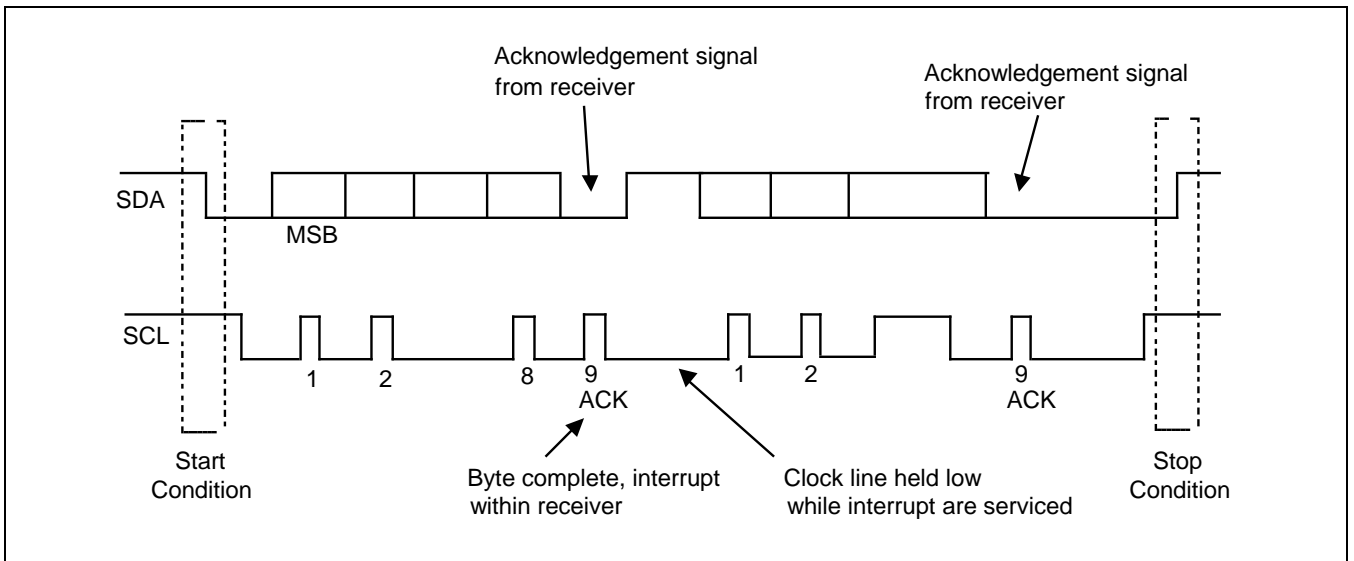 Acknowledgement signal
from receiver
Acknowledgement signal
from receiver
SDA
MSB
SCL
1
2
8
9
1
2
9
ACK
ACK
Start
Condition
Byte complete, interrupt
within receiver
Clock line held low
while interrupt are serviced
Stop
Condition